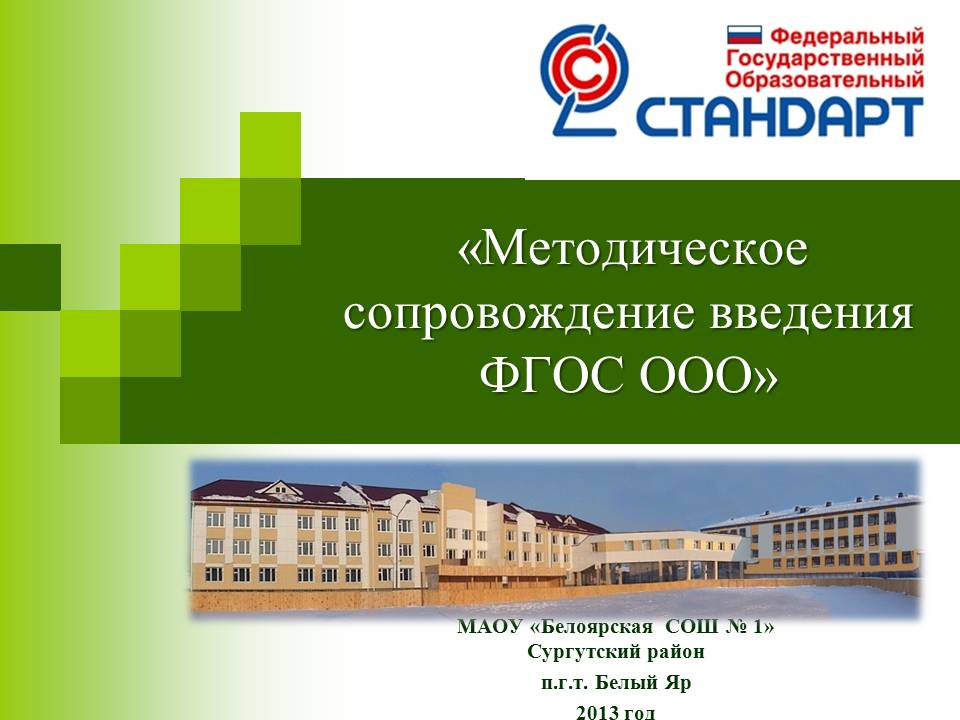 Федеральный
Государственный
Образовательный
СТАНДАРТ
«Методическое
сопровождение введения
ФГОС ООО»
МАОУ «Белоярская СОШ № 1»
Сургутский район
п.г.т. Белый Яр
2013 год